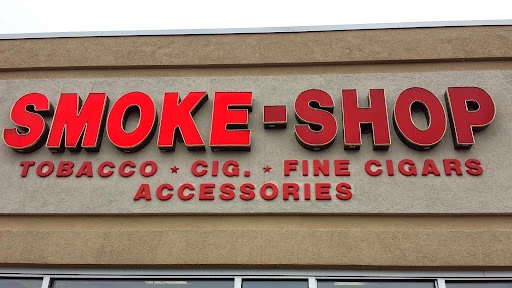 SMOKE-SHOP
TOBACCO ★ CIG. ★ FINE CIGARS
ACCESSORIES